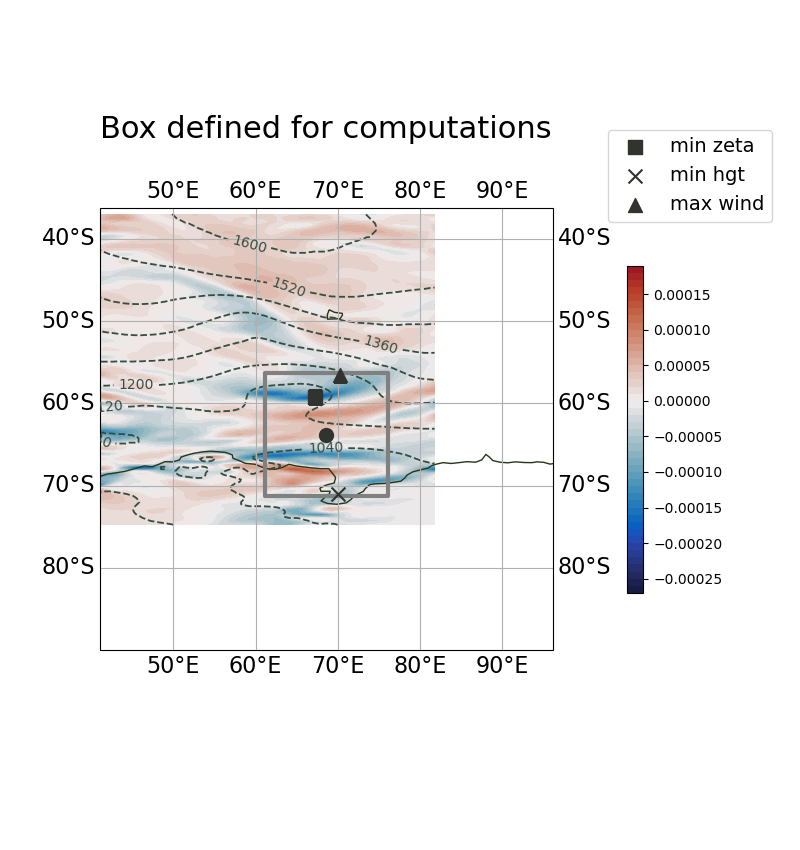 Box defined for computations
min zeta
min hgt
max wind
50°E 60°E 70°E 80°E 90°E
40°S 40°S
1600
1520
50°S 50°S
1360
1200
60°S 60°S
120
1040
0
70°S 70°S
80°S 80°S
50°E 60°E 70°E 80°E 90°E
0.00015
0.00010
0.00005
0.00000
−0.00005
−0.00010
−0.00015
−0.00020
−0.00025